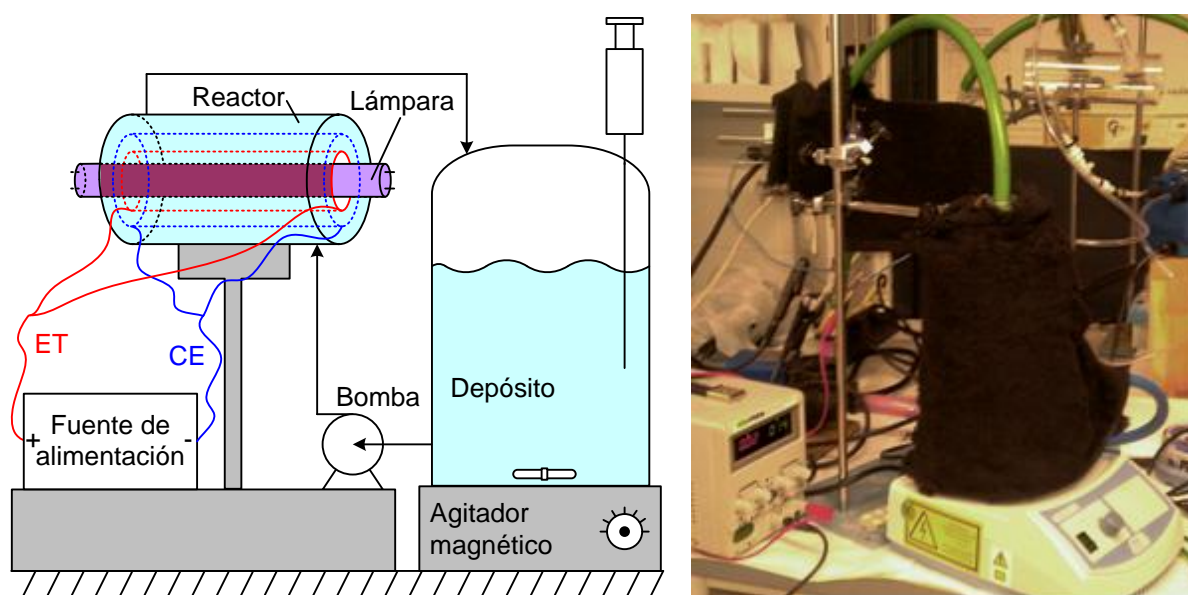 Reactor
Lámpara
ET
CE
Bomba
Depósito
+
Fuente de
-
alimentación
Agitador
magnético